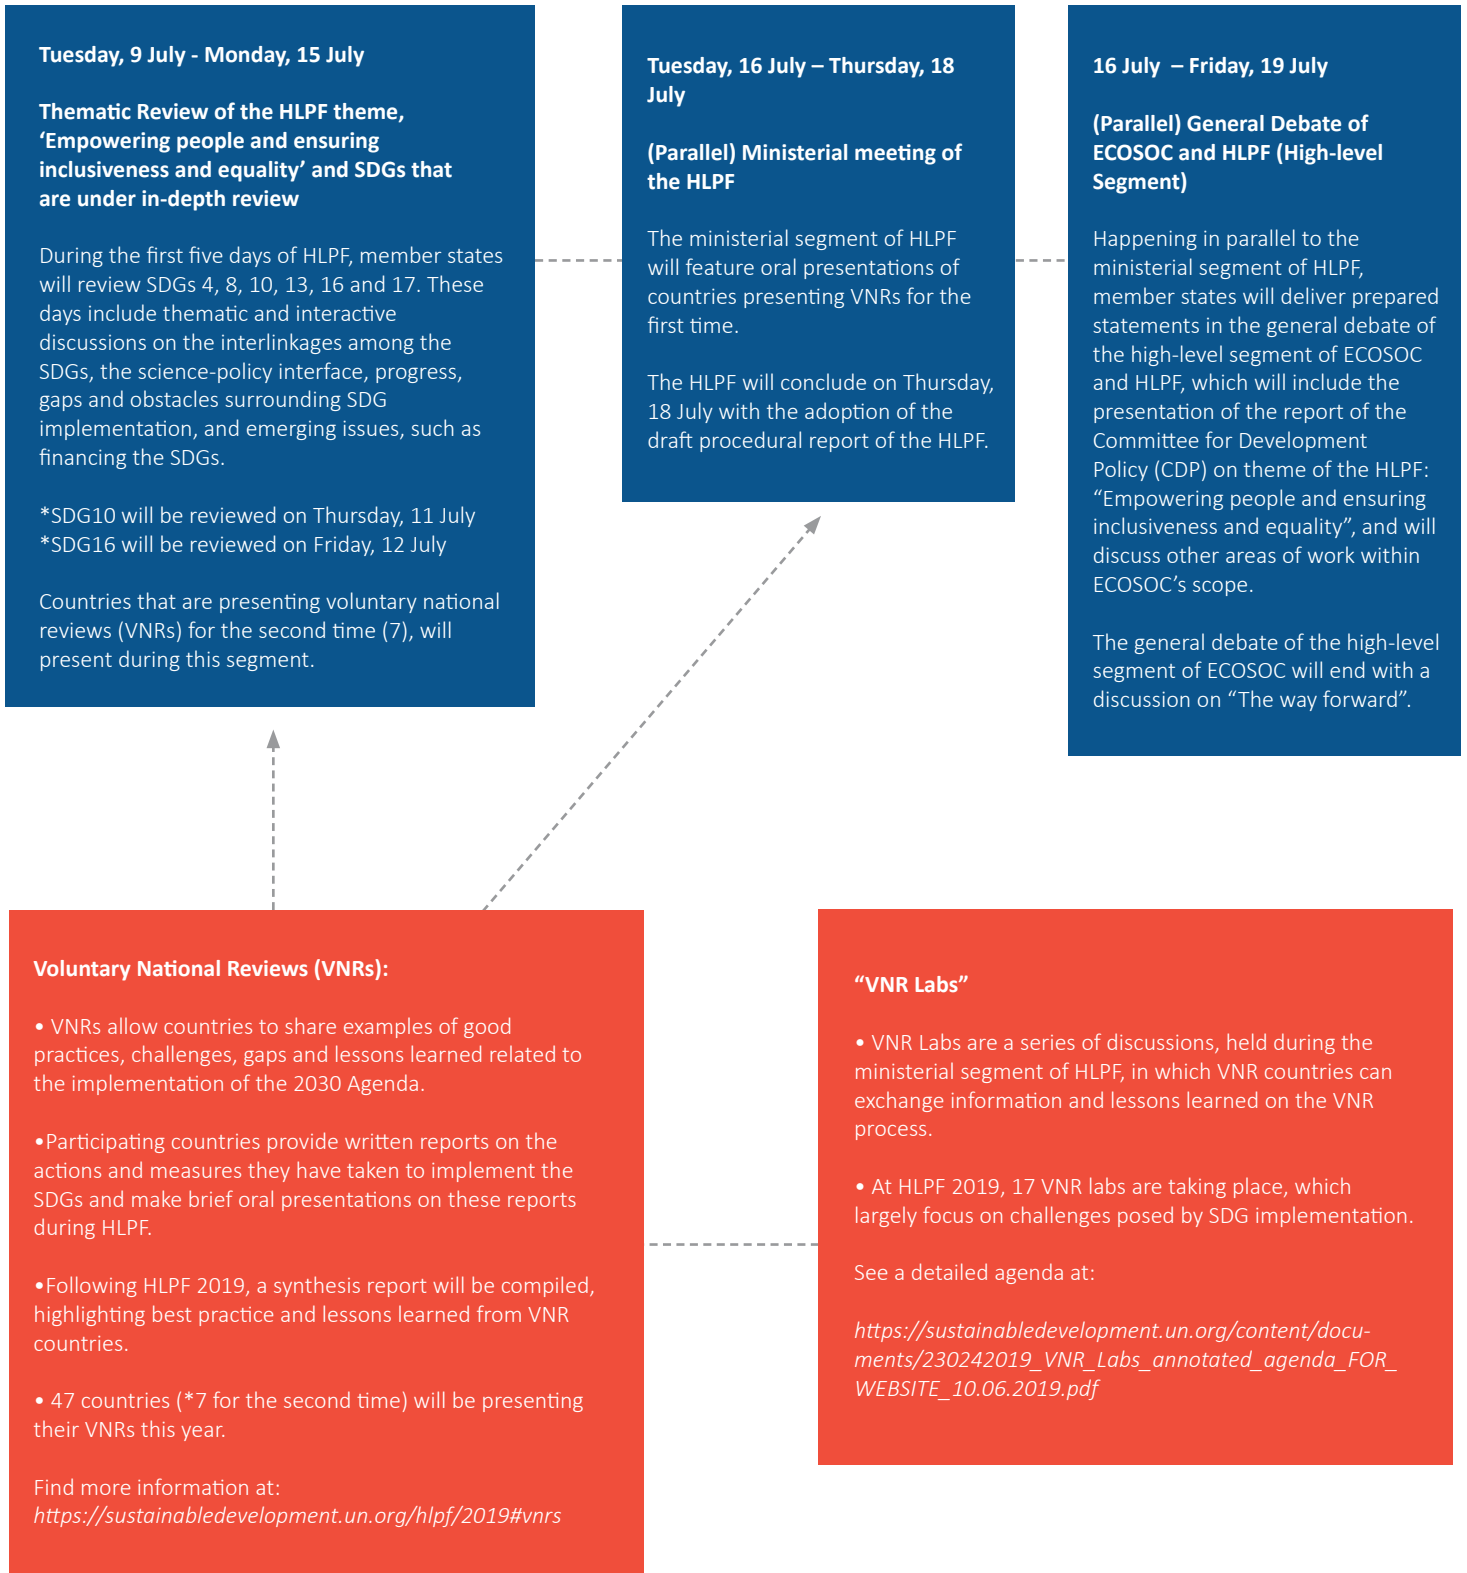 Tuesday, 9 July - Monday, 15 July
Thematic Review of the HLPF theme,
‘Empowering people and ensuring
inclusiveness and equality’ and SDGs that
are under in-depth review
During the first five days of HLPF, member states
will review SDGs 4, 8, 10, 13, 16 and 17. These
days include thematic and interactive
discussions on the interlinkages among the
SDGs, the science-policy interface, progress,
gaps and obstacles surrounding SDG
implementation, and emerging issues, such as
financing the SDGs.
*SDG10 will be reviewed on Thursday, 11 July
*SDG16 will be reviewed on Friday, 12 July
Countries that are presenting voluntary national
reviews (VNRs) for the second time (7), will
present during this segment.
Tuesday, 16 July – Thursday, 18
July
(Parallel) Ministerial meeting of
the HLPF
The ministerial segment of HLPF
will feature oral presentations of
countries presenting VNRs for the
first time.
The HLPF will conclude on Thursday,
18 July with the adoption of the
draft procedural report of the HLPF.
16 July – Friday, 19 July
(Parallel) General Debate of
ECOSOC and HLPF (High-level
Segment)
Happening in parallel to the
ministerial segment of HLPF,
member states will deliver prepared
statements in the general debate of
the high-level segment of ECOSOC
and HLPF, which will include the
presentation of the report of the
Committee for Development
Policy (CDP) on theme of the HLPF:
“Empowering people and ensuring
inclusiveness and equality”, and will
discuss other areas of work within
ECOSOC’s scope.
The general debate of the high-level
segment of ECOSOC will end with a
discussion on “The way forward”.
Voluntary National Reviews (VNRs):
• VNRs allow countries to share examples of good
practices, challenges, gaps and lessons learned related to
the implementation of the 2030 Agenda.
•Participating countries provide written reports on the
actions and measures they have taken to implement the
SDGs and make brief oral presentations on these reports
during HLPF.
•Following HLPF 2019, a synthesis report will be compiled,
highlighting best practice and lessons learned from VNR
countries.
• 47 countries (*7 for the second time) will be presenting
their VNRs this year.
Find more information at:
https://sustainabledevelopment.un.org/hlpf/2019#vnrs
“VNR Labs”
• VNR Labs are a series of discussions, held during the
ministerial segment of HLPF, in which VNR countries can
exchange information and lessons learned on the VNR
process.
• At HLPF 2019, 17 VNR labs are taking place, which
largely focus on challenges posed by SDG implementation.
See a detailed agenda at:
https://sustainabledevelopment.un.org/content/docu-
ments/230242019_VNR_Labs_annotated_agenda_FOR_
WEBSITE_10.06.2019.pdf